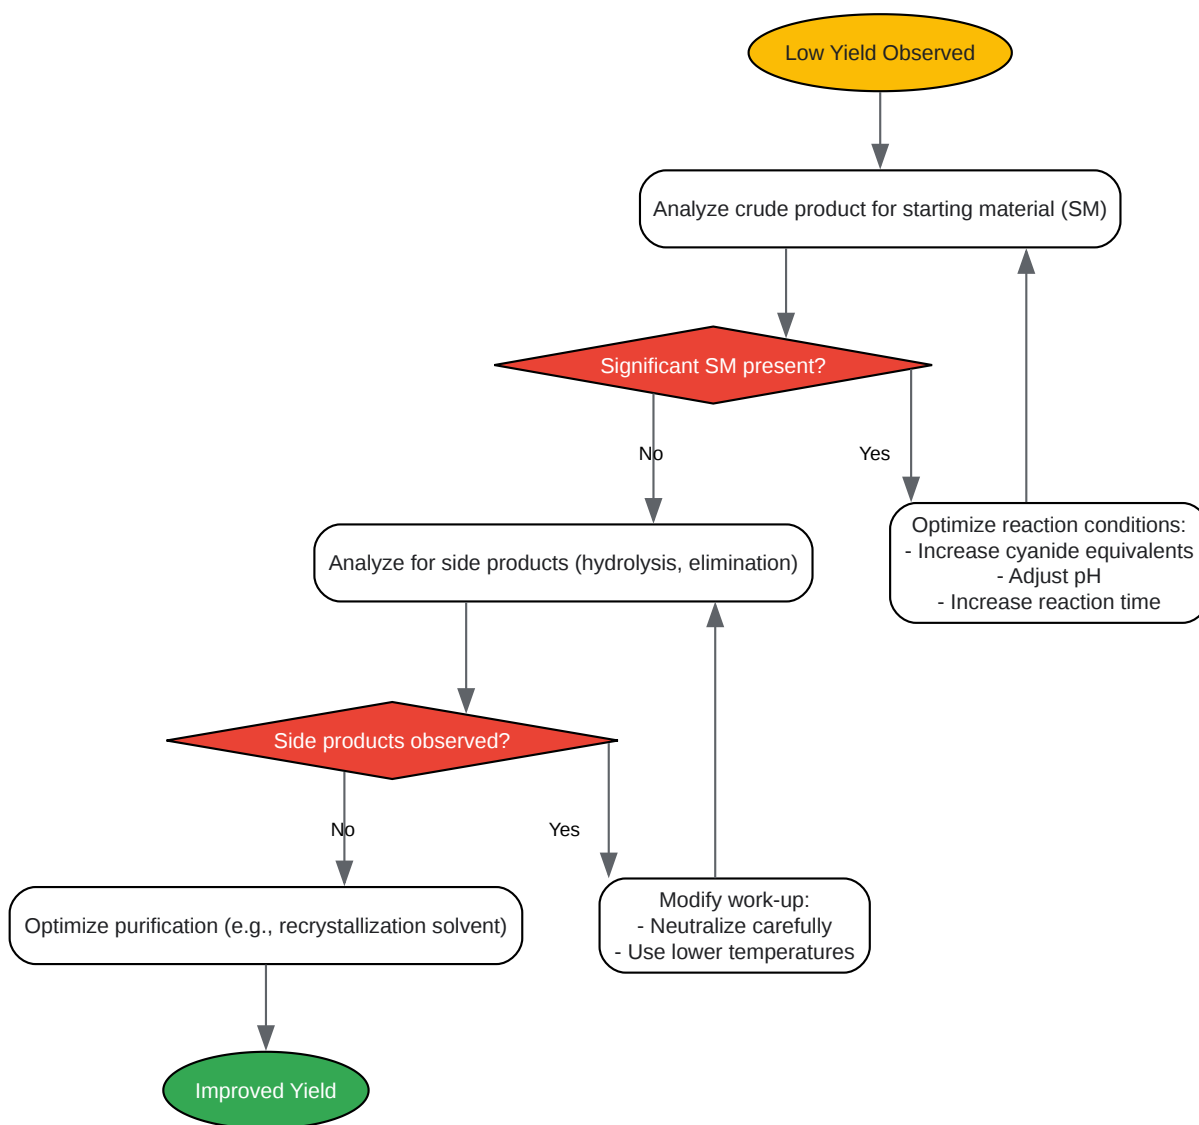 Low Yield Observed
Analyze crude product for starting material (SM)
Significant SM present?
No
Yes
Optimize reaction conditions:
- Increase cyanide equivalents
- Adjust pH
- Increase reaction time
Analyze for side products (hydrolysis, elimination)
Side products observed?
No
Yes
Optimize purification (e.g., recrystallization solvent)
Modify work-up:
- Neutralize carefully
- Use lower temperatures
Improved Yield